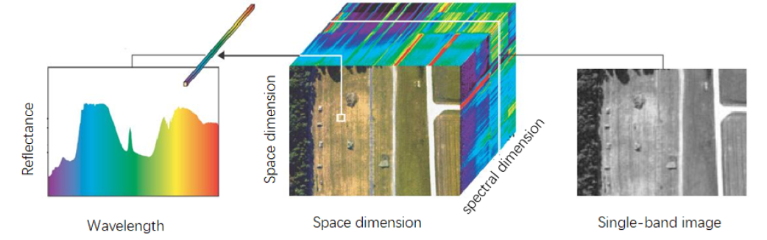 Reflectance
Wavelength
Space dimension
Space dimension
spectral dimension
Single-band image